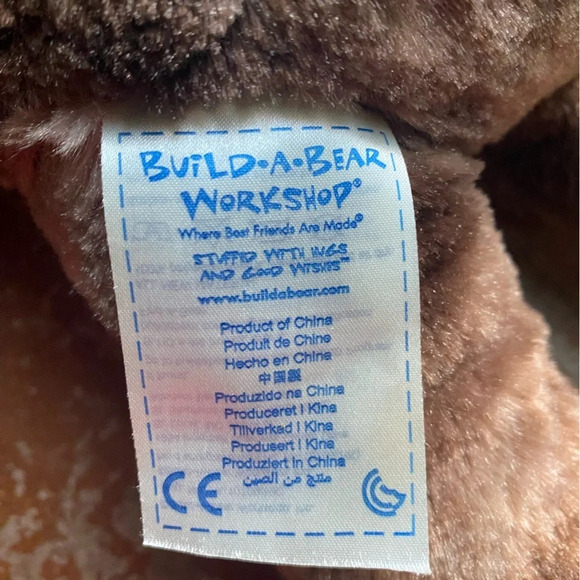 BUILD-A-BEAR
WORKSHOP®
Where Best Friends Are Made®
STUFFED WITH HUGS
AND GOOD WISHES™
www.buildabear.com
Product of China
Produit de Chine
Hecho en China
中国製
Produzido na China
Produceret i Kina
Tillverkad i Kina
Produsert i Kina
Produziert in China
منتج من الصين
CE